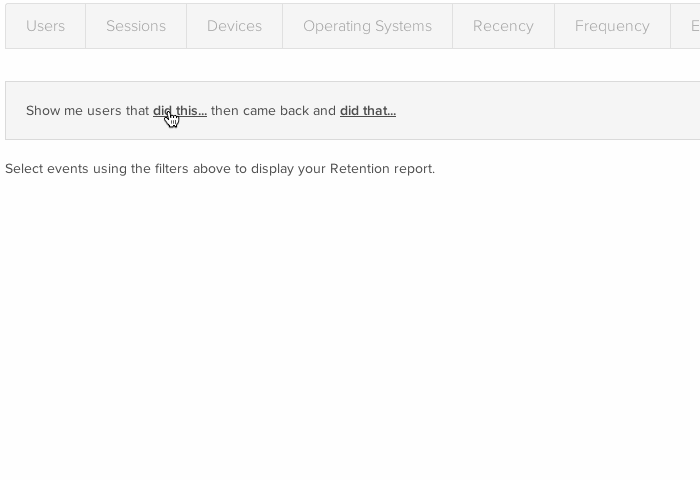 Users Sessions Devices Operating Systems Recency Frequency E
Show me users that did this... then came back and did that...
Select events using the filters above to display your Retention report.